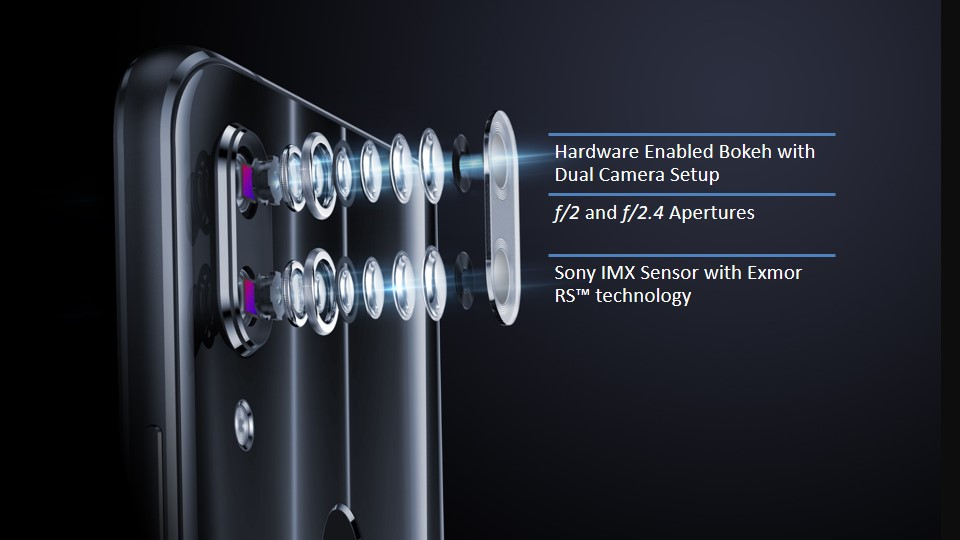 Hardware Enabled Bokeh with
Dual Camera Setup
f/2 and f/2.4 Apertures
Sony IMX Sensor with Exmor
RS™ technology